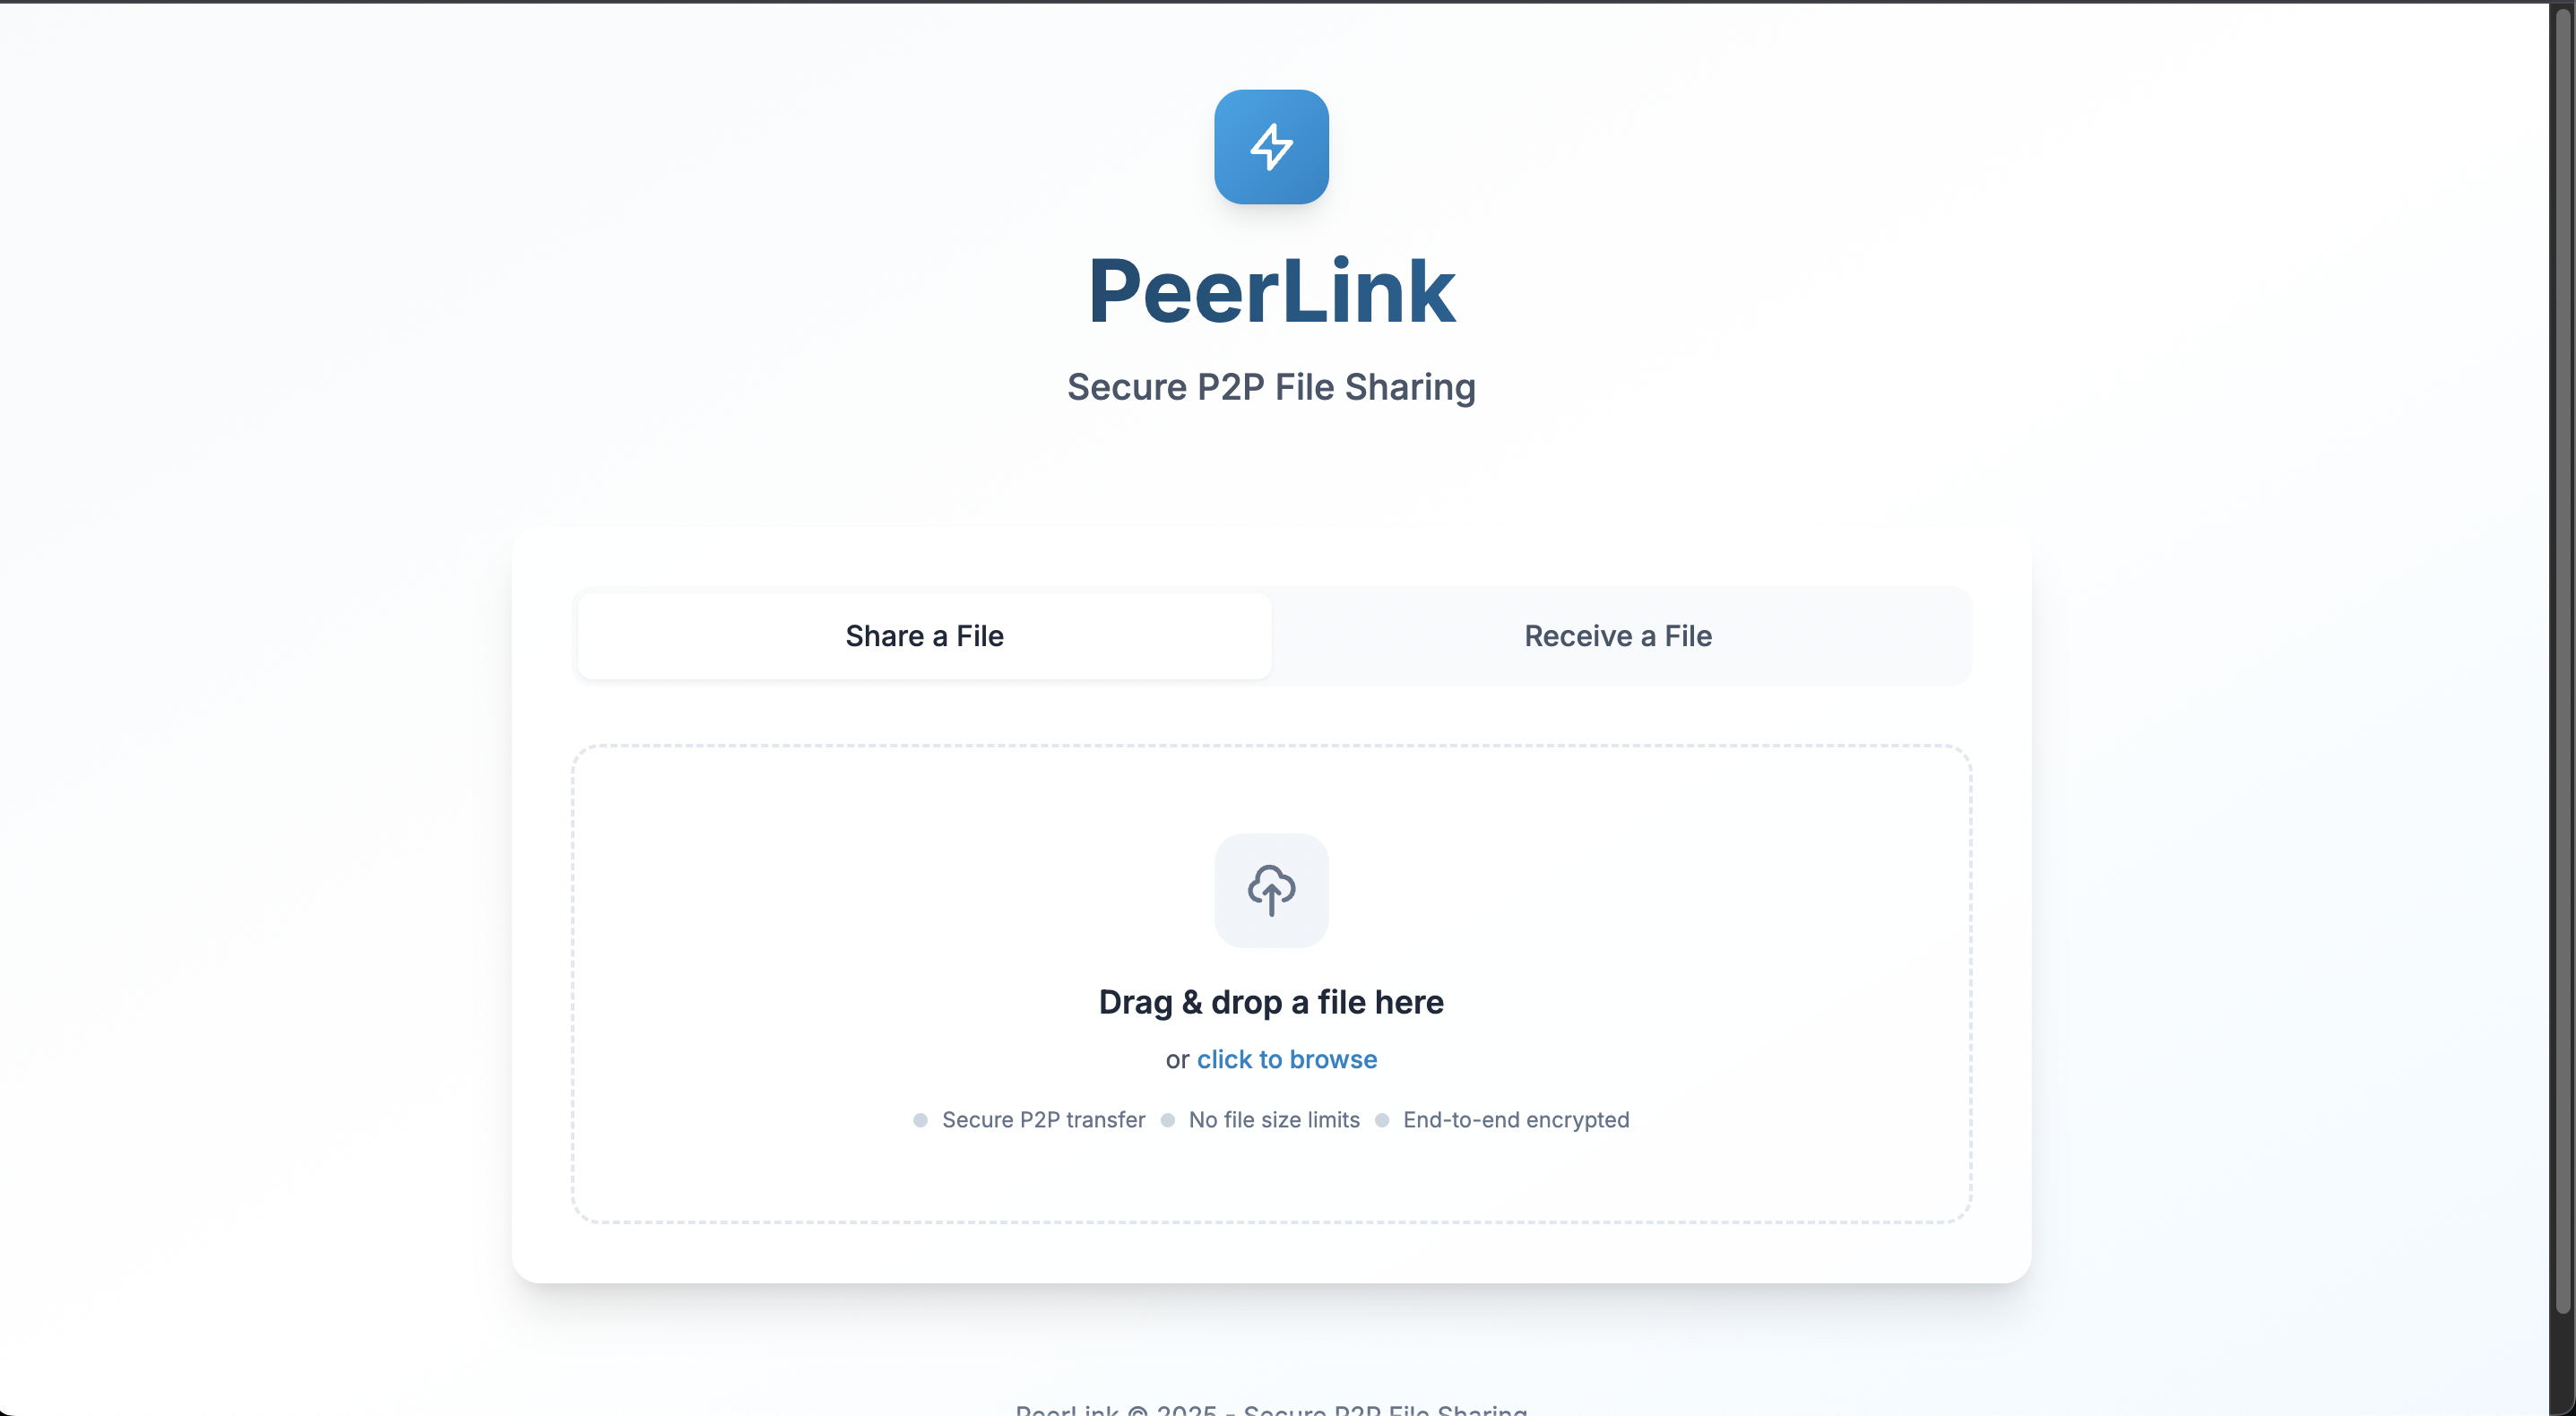 PeerLink
Secure P2P File Sharing
Share a File
Receive a File
Drag & drop a file here
or click to browse
Secure P2P transfer
No file size limits
End-to-end encrypted
PeerLink © 2025 - Secure P2P File Sharing